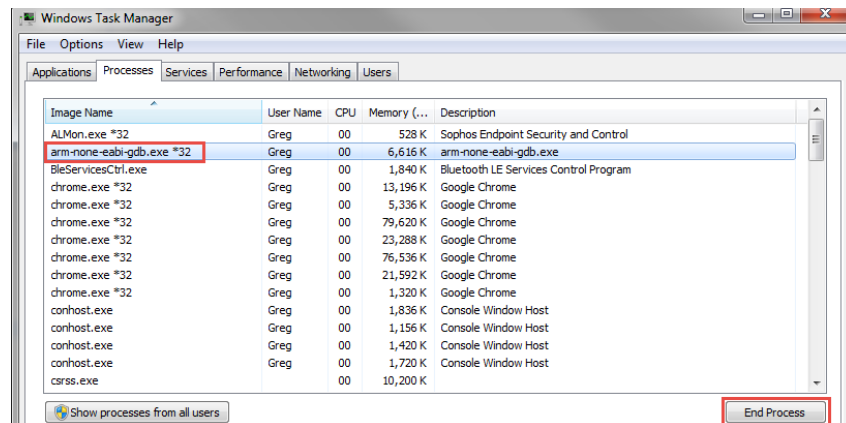 Windows Task Manager
File Options View Help
Applications Processes Services Performance Networking Users
Image Name User Name CPU Memory (... Description
ALMon.exe *32 Greg 00 528 K Sophos Endpoint Security and Control
arm-none-eabi-gdb.exe *32 Greg 00 6,616 K arm-none-eabi-gdb.exe
BleServicesCtrl.exe Greg 00 1,840 K Bluetooth LE Services Control Program
chrome.exe *32 Greg 00 13,196 K Google Chrome
chrome.exe *32 Greg 00 5,336 K Google Chrome
chrome.exe *32 Greg 00 79,620 K Google Chrome
chrome.exe *32 Greg 00 23,288 K Google Chrome
chrome.exe *32 Greg 00 76,536 K Google Chrome
chrome.exe *32 Greg 00 21,592 K Google Chrome
chrome.exe *32 Greg 00 1,320 K Google Chrome
conhost.exe Greg 00 1,836 K Console Window Host
conhost.exe Greg 00 1,156 K Console Window Host
conhost.exe Greg 00 1,420 K Console Window Host
conhost.exe Greg 00 1,720 K Console Window Host
csrss.exe 00 10,200 K
Show processes from all users End Process